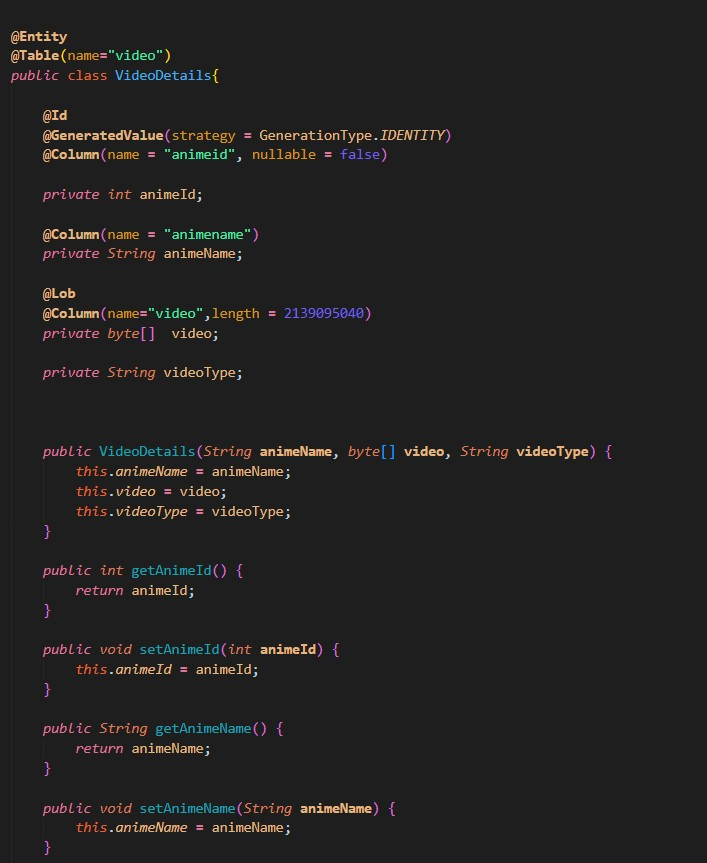 @Entity
@Table(name="video")
public class VideoDetails{
@Id
@GeneratedValue(strategy = GenerationType.IDENTITY)
@Column(name = "animeid", nullable = false)
private int animeId;
@Column(name = "animename")
private String animeName;
@Lob
@Column(name="video",length = 2139095040)
private byte[]  video;
private String videoType;
public VideoDetails(String animeName, byte[] video, String videoType) {
this.animeName = animeName;
this.video = video;
this.videoType = videoType;
}
public int getAnimeId() {
return animeId;
}
public void setAnimeId(int animeId) {
this.animeId = animeId;
}
public String getAnimeName() {
return animeName;
}
public void setAnimeName(String animeName) {
this.animeName = animeName;
}